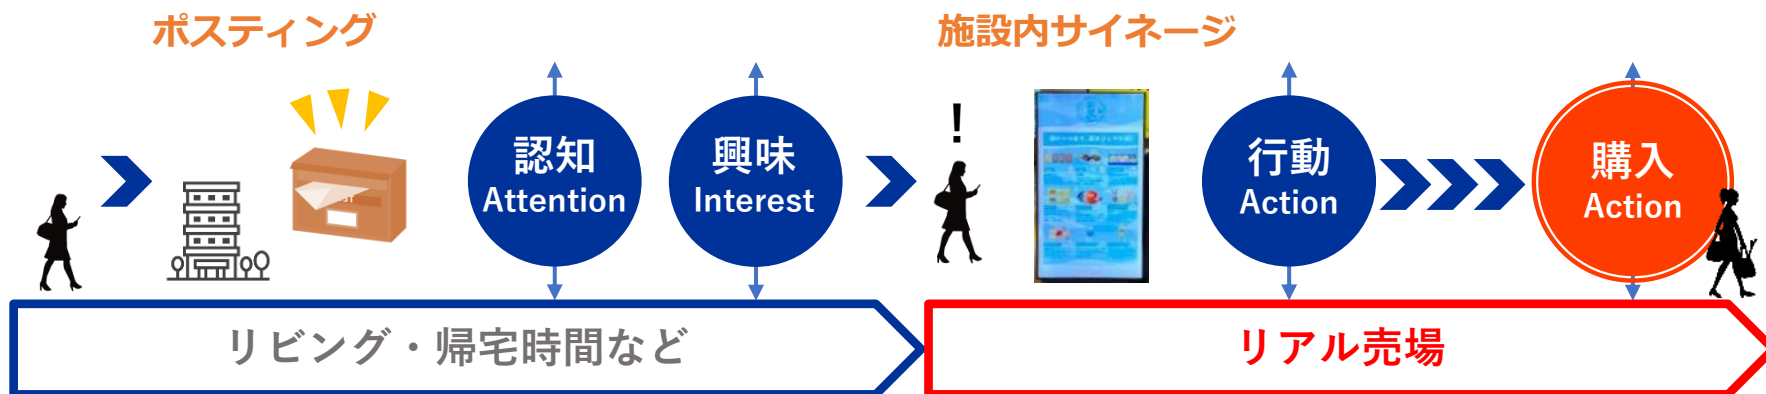 ポスティング
施設内サイネージ
認知
Attention
興味
Interest
!
行動
Action
購入
Action
リビング・帰宅時間など
リアル売場